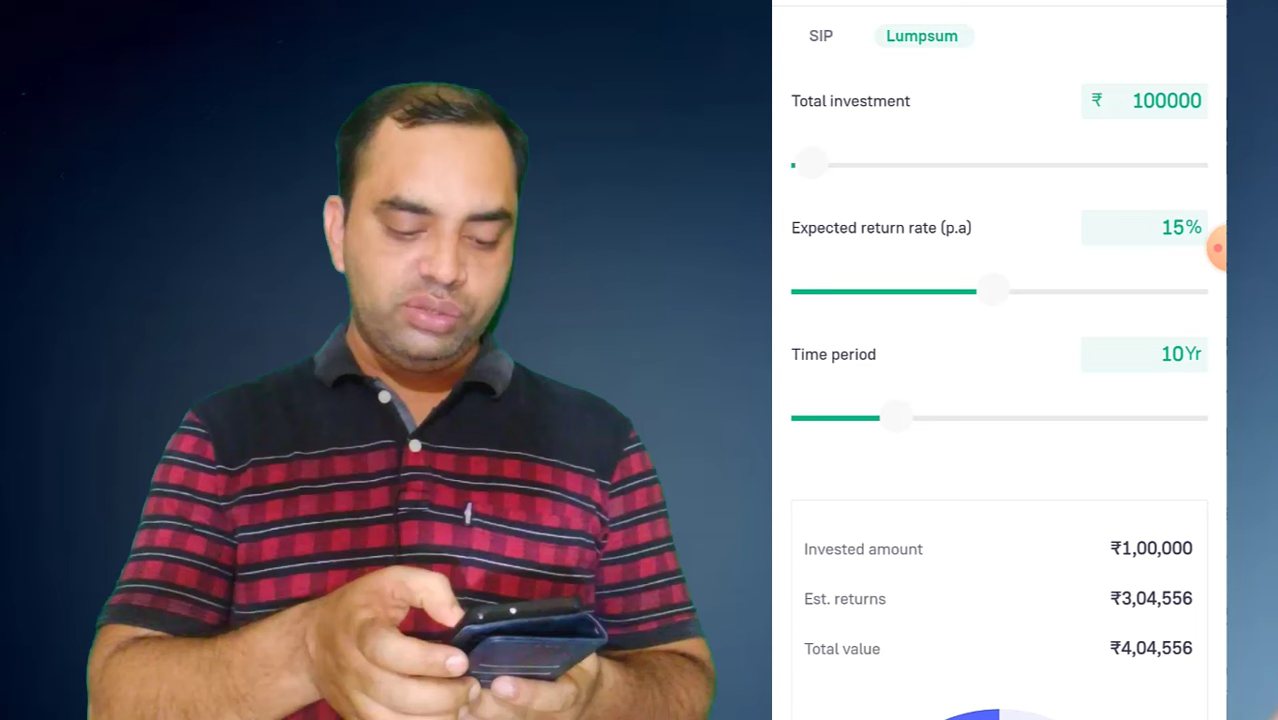 SIP Lumpsum
Total investment ₹ 100000
Expected return rate (p.a) 15%
Time period 10Yr
Invested amount ₹1,00,000
Est. returns ₹3,04,556
Total value ₹4,04,556